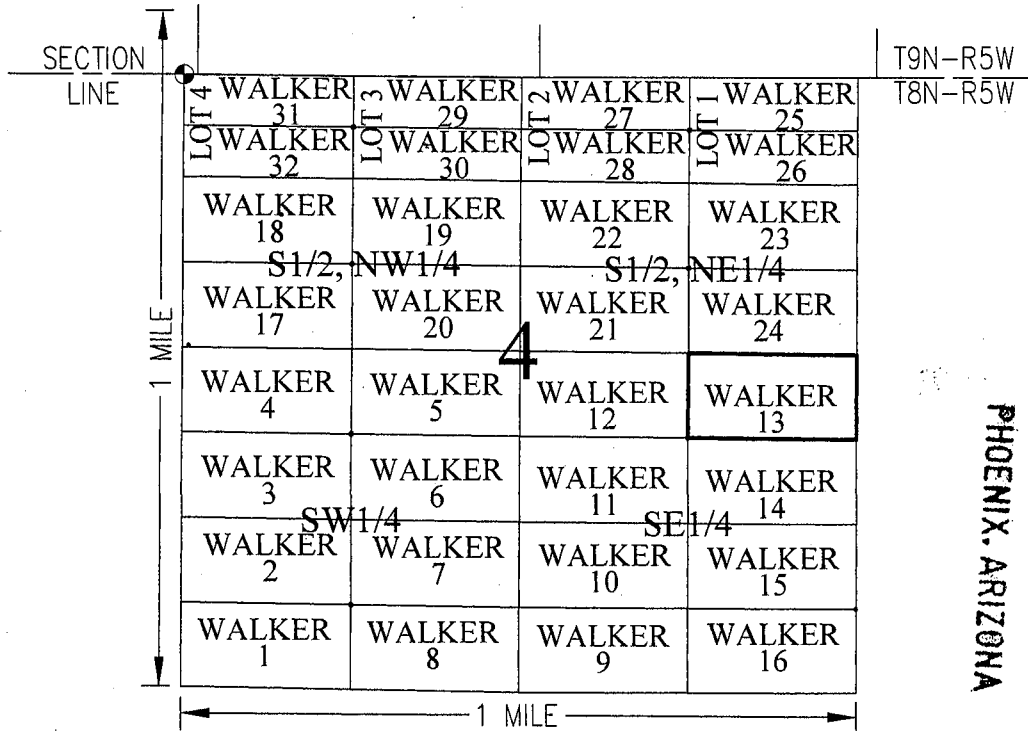 SECTION
LINE
T9N-R5W
T8N-R5W
LOT 4
WALKER
31
LOT 3
WALKER
29
LOT 2
WALKER
27
LOT 1
WALKER
25
WALKER
32
WALKER
30
WALKER
28
WALKER
26
WALKER
18
WALKER
19
WALKER
22
WALKER
23
S1/2, NW1/4
S1/2, NE1/4
WALKER
17
WALKER
20
WALKER
21
WALKER
24
4
1 MILE
WALKER
4
WALKER
5
WALKER
12
WALKER
13
WALKER
3
WALKER
6
WALKER
11
WALKER
14
SW1/4
SE1/4
WALKER
2
WALKER
7
WALKER
10
WALKER
15
WALKER
1
WALKER
8
WALKER
9
WALKER
16
1 MILE
PHOENIX, ARIZONA